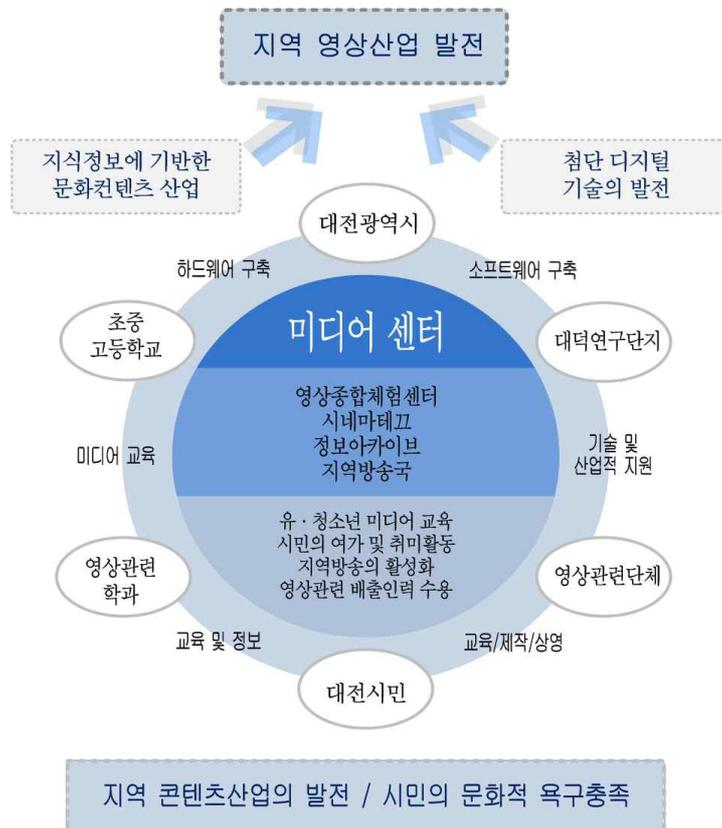 지역 영상산업 발전
지식정보에 기반한
문화컨텐츠 산업
첨단 디지털
기술의 발전
대전광역시
하드웨어 구축
소프트웨어 구축
초중
고등학교
미디어 센터
대덕연구단지
영상종합체험센터
시네마테끄
정보아카이브
지역방송국
미디어 교육
기술 및
산업적 지원
유 · 청소년 미디어 교육
시민의 여가 및 취미활동
지역방송의 활성화
영상관련 배출인력 수용
영상관련
학과
영상관련단체
교육 및 정보
교육/제작/상영
대전시민
지역 콘텐츠산업의 발전 / 시민의 문화적 욕구충족